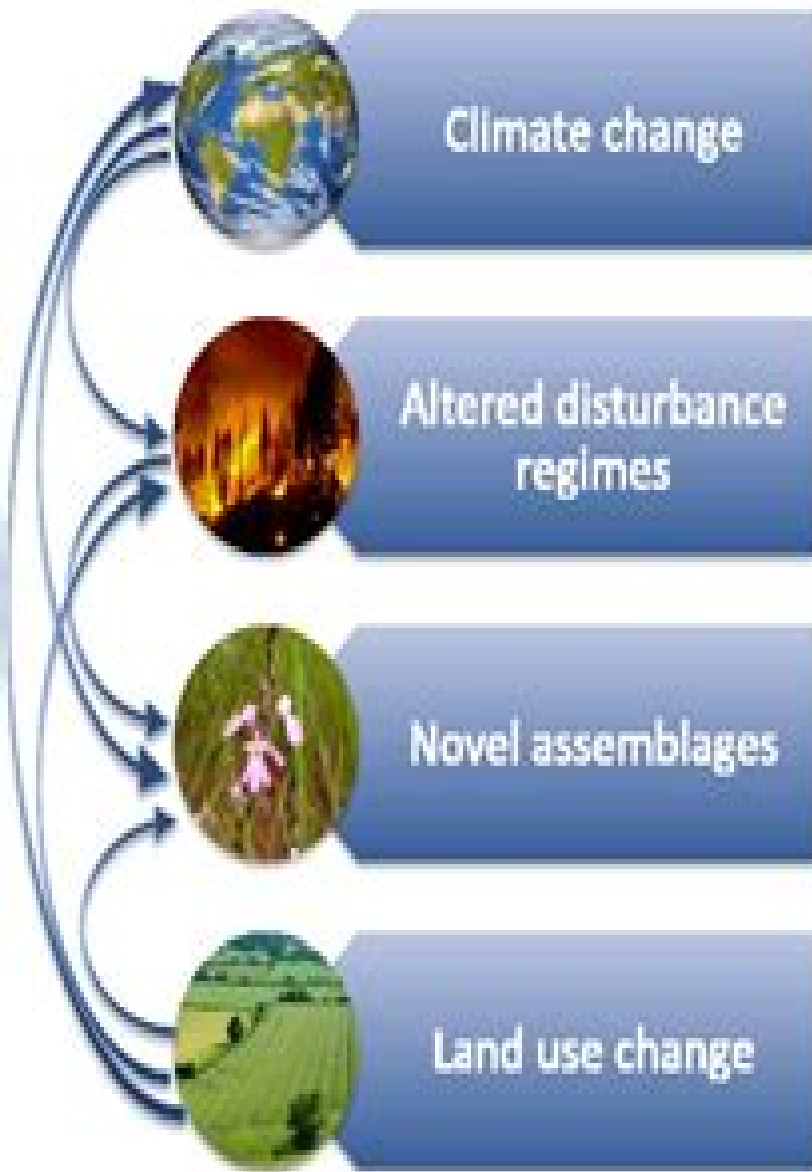 Climate change
Altered disturbance
regimes
Novel assemblages
Land use change